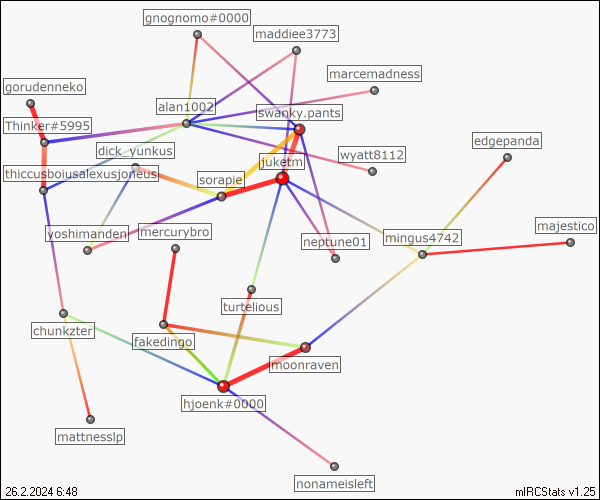 gnognomo#0000
maddiee3773
marcemadness
gorudenneko
alan1002
swanky.pants
Thinker#5995
edgepanda
dick_yunkus
wyatt8112
juketm
thiccusboiusalexusjorieus
sorapie
majestico
yoshimanden
mercurybro
neptune01
mingus4742
turtelious
chunkzter
fakedingo
moonraven
hjoenk#0000
mattnesslp
nonameisleft
26.2.2024 6:48
mIRCStats v1.25